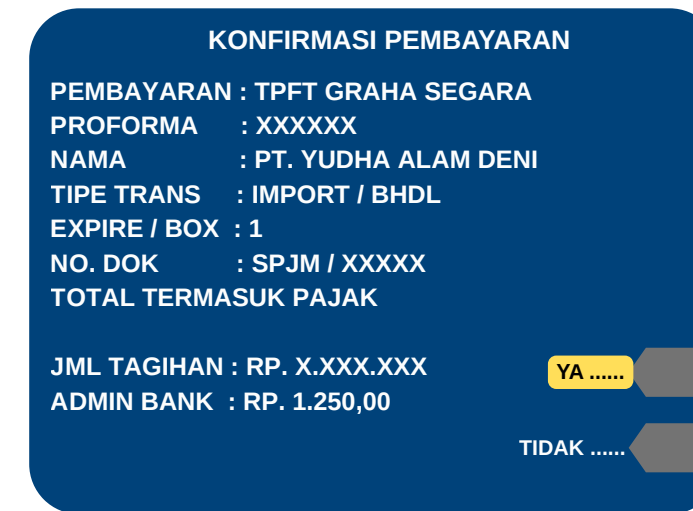 KONFIRMASI PEMBAYARAN
PEMBAYARAN : TPFT GRAHA SEGARA
PROFORMA : XXXXXX
NAMA : PT. YUDHA ALAM DENI
TIPE TRANS : IMPORT / BHDL
EXPIRE / BOX : 1
NO. DOK : SPJM / XXXXX
TOTAL TERMASUK PAJAK
JML TAGIHAN : RP. X.XXX.XXX
YA ......
ADMIN BANK : RP. 1.250,00
TIDAK ......